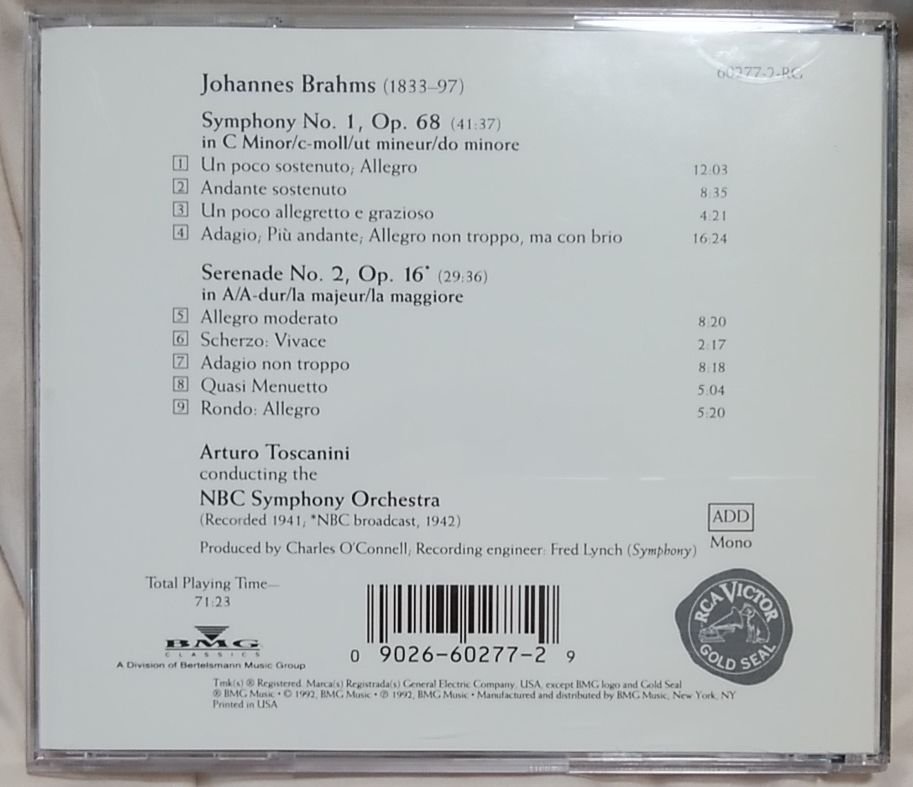 60277-2-RG
Johannes Brahms (1833–97)
Symphony No. 1, Op. 68 (41:37)
in C Minor/c-moll/ut mineur/do minore
1 Un poco sostenuto; Allegro 12:03
2 Andante sostenuto 8:35
3 Un poco allegretto e grazioso 4:21
4 Adagio; Più andante; Allegro non troppo, ma con brio 16:24
Serenade No. 2, Op. 16* (29:36)
in A/A-dur/la majeur/la maggiore
5 Allegro moderato 8:20
6 Scherzo: Vivace 2:17
7 Adagio non troppo 8:18
8 Quasi Menuetto 5:04
9 Rondo: Allegro 5:20
Arturo Toscanini
conducting the
NBC Symphony Orchestra
(Recorded 1941; *NBC broadcast, 1942)
Produced by Charles O'Connell; Recording engineer: Fred Lynch (Symphony)
ADD
Mono
Total Playing Time—
71:23
BMG
CLASSICS
A Division of Bertelsmann Music Group
0 9026-60277-2 9
RCA VICTOR
GOLD SEAL
Tmk(s) ® Registered. Marca(s) Registrada(s) General Electric Company, USA, except BMG logo and Gold Seal
® BMG Music • © 1992, BMG Music • ℗ 1992, BMG Music • Manufactured and distributed by BMG Music, New York, NY
Printed in USA